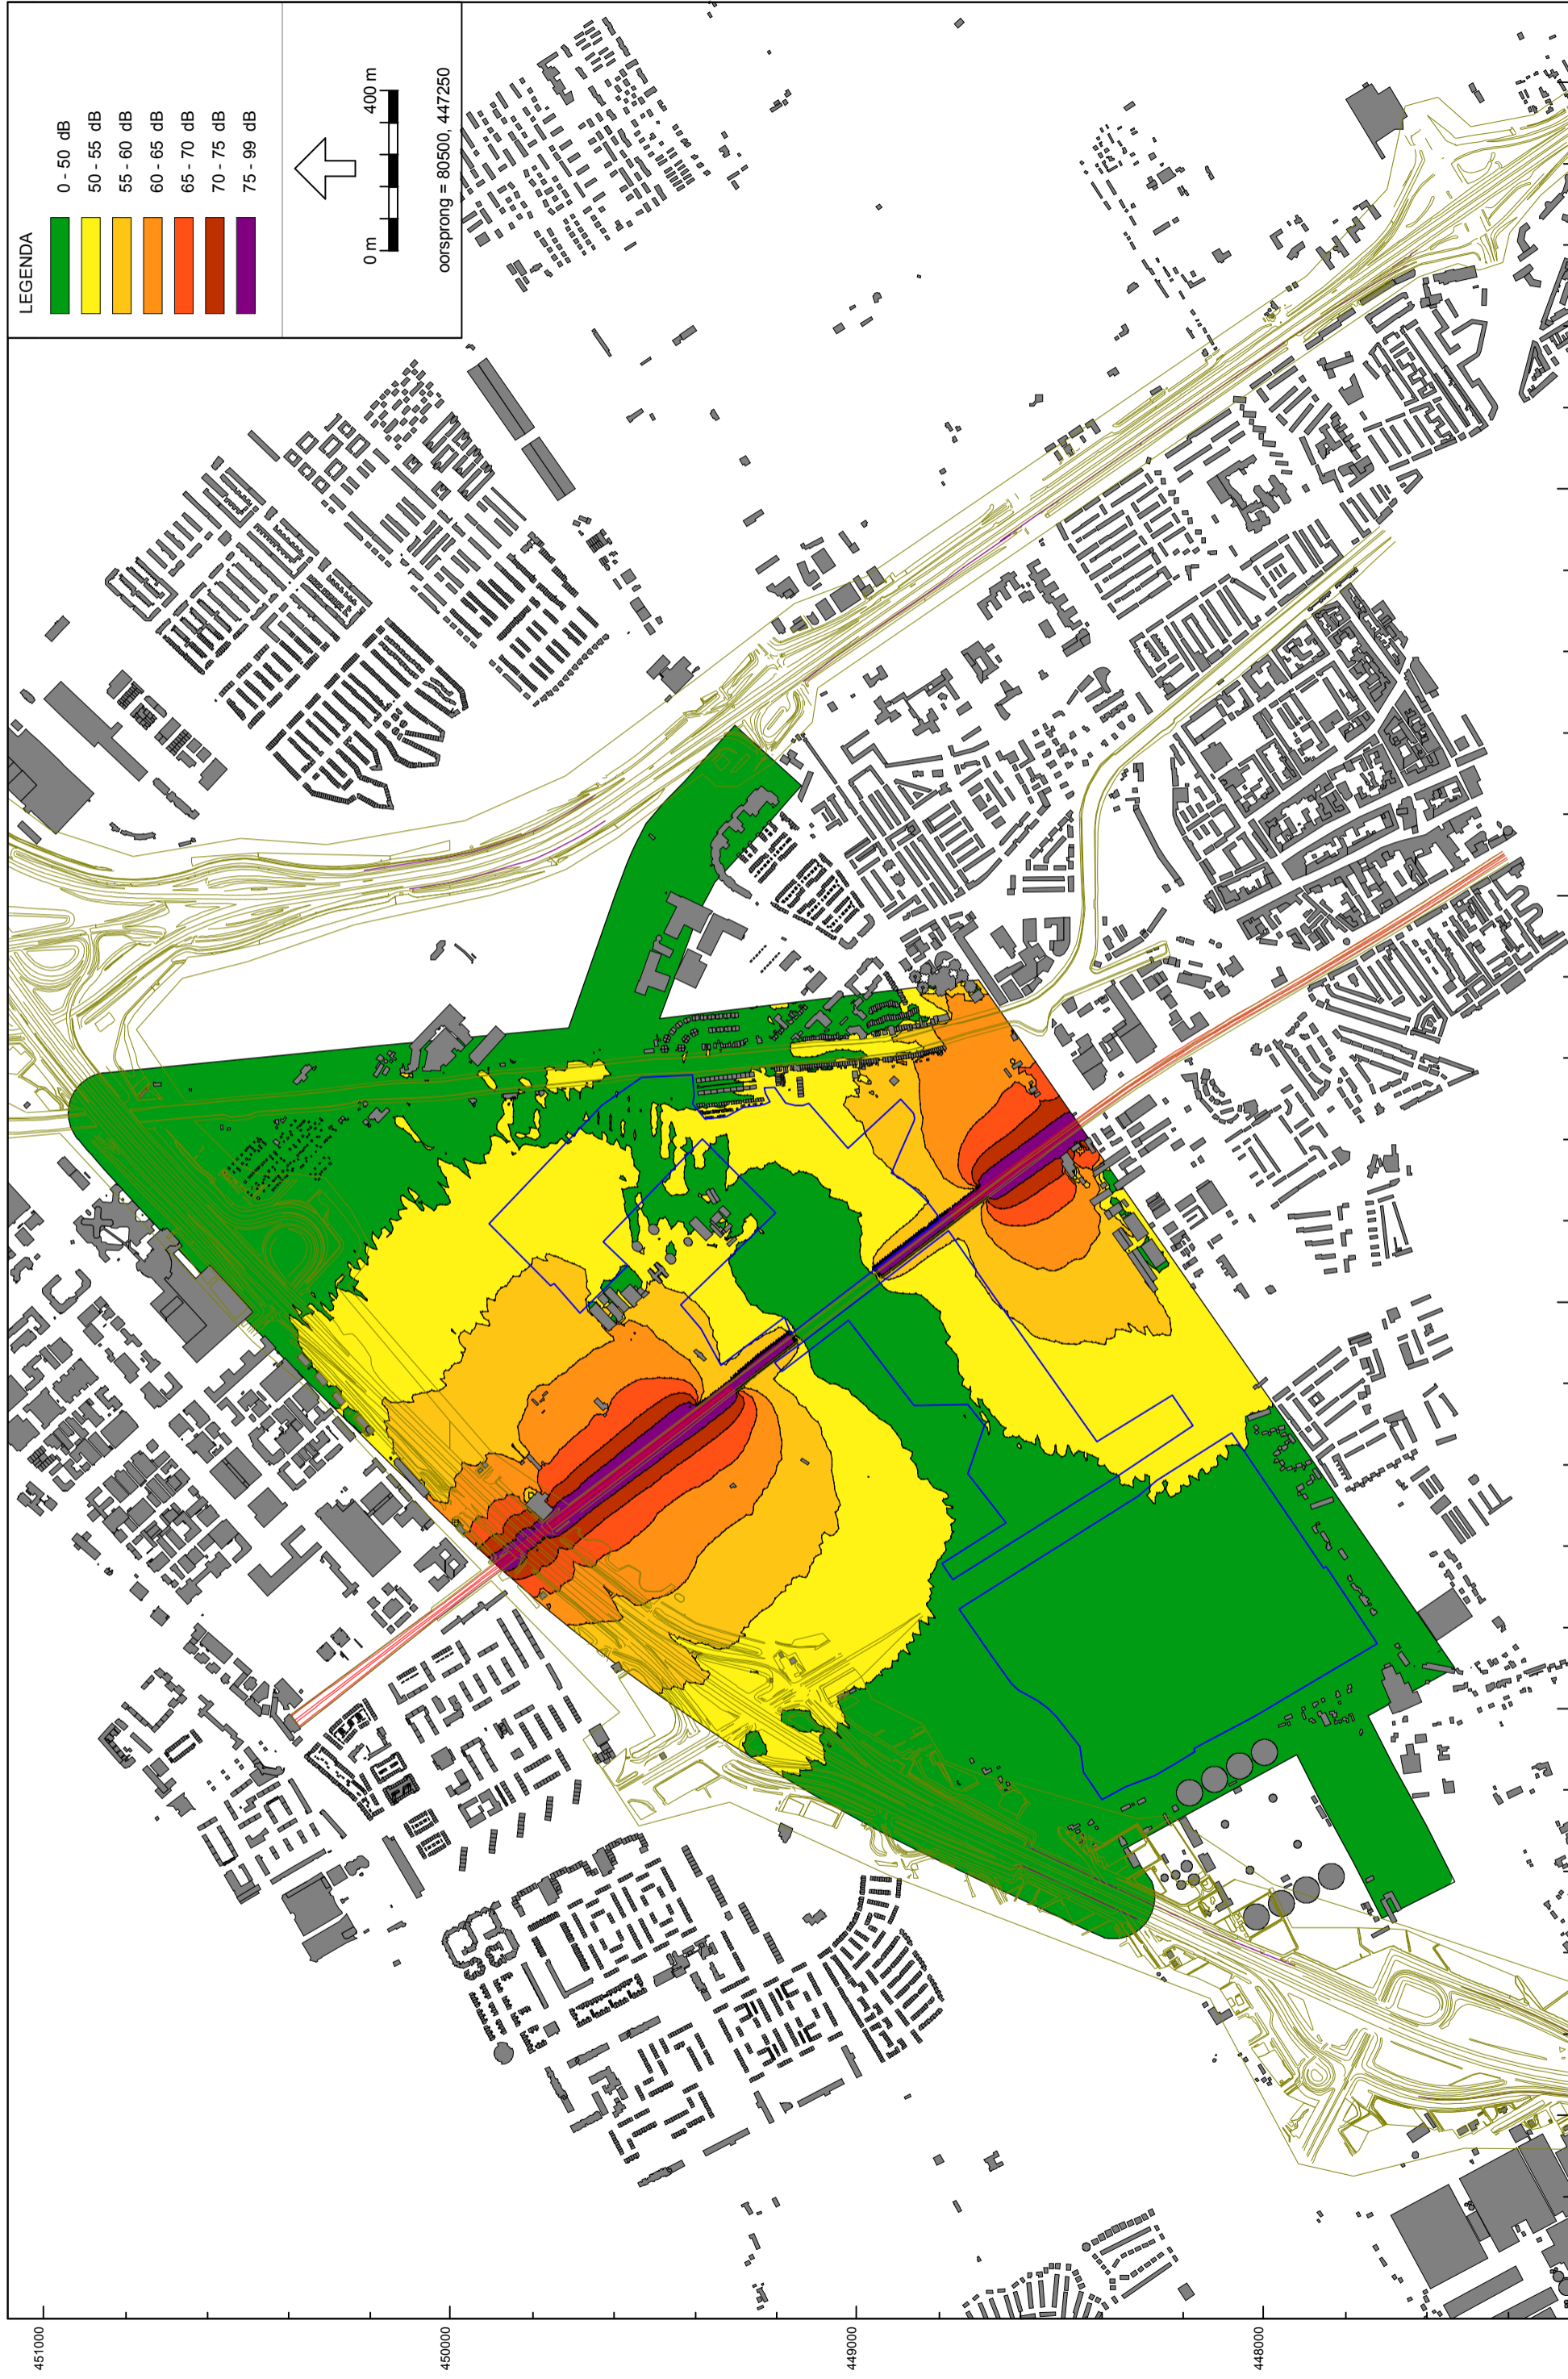 LEGENDA
0 - 50 dB
50 - 55 dB
55 - 60 dB
60 - 65 dB
65 - 70 dB
70 - 75 dB
75 - 99 dB
0 m
400 m
oorsprong = 80500, 447250
451000
450000
449000
448000